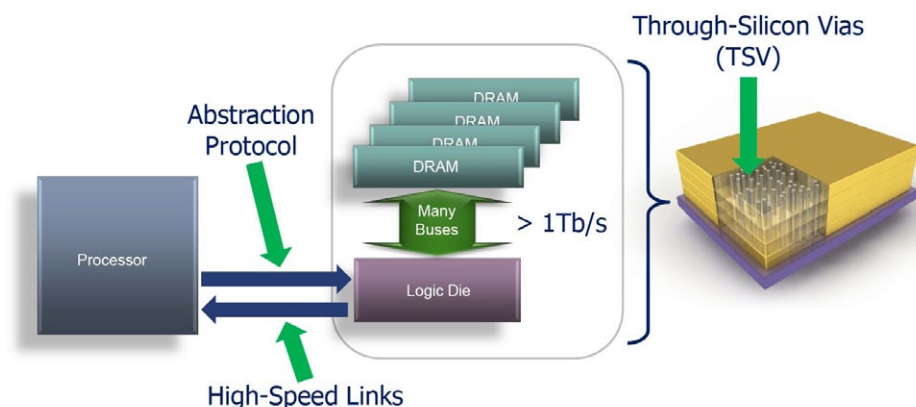 Through-Silicon Vias
(TSV)
Abstraction
Protocol
DRAM
DRAM
DRAM
DRAM
Many
Buses
> 1Tb/s
Processor
Logic Die
High-Speed Links